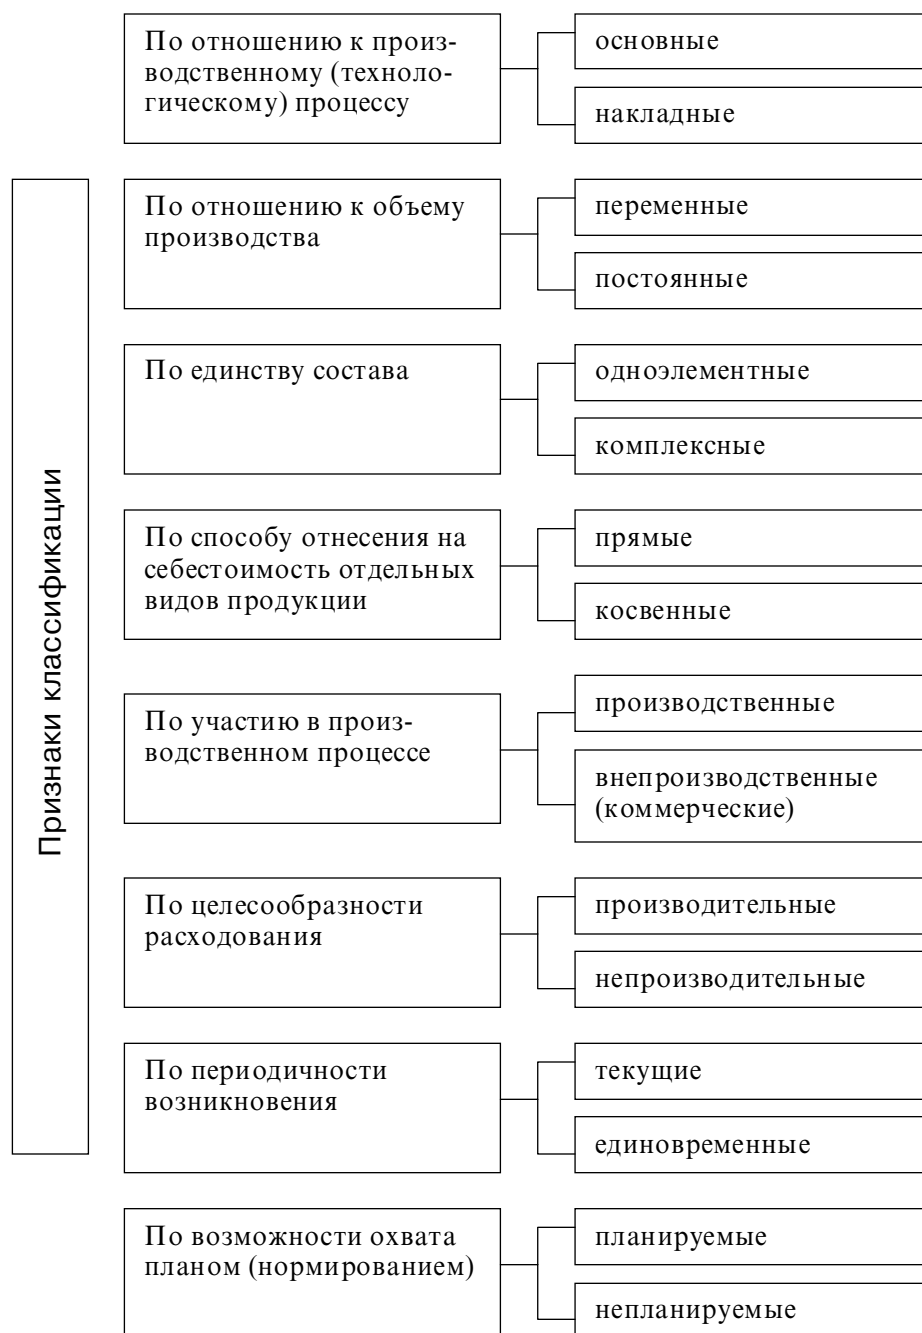 По отношению к произ-
водственному (техноло-
гическому) процессу
основные
накладные
Признаки классификации
По отношению к объему
производства
переменные
постоянные
По единству состава
одноэлементные
комплексные
По способу отнесения на
себестоимость отдельных
видов продукции
прямые
косвенные
По участию в произ-
водственном процессе
производственные
внепроизводственные
(коммерческие)
По целесообразности
расходования
производительные
непроизводительные
По периодичности
возникновения
текущие
единовременные
По возможности охвата
планом (нормированием)
планируемые
непланируемые